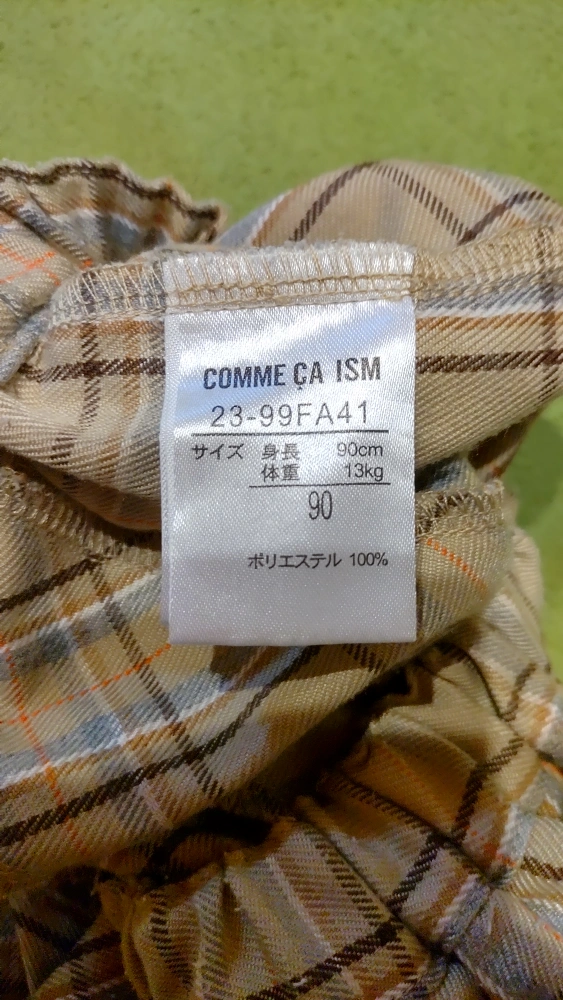 COMME ÇA ISM
23-99FA41
サイズ 身長 90cm
体重 13kg
90
ポリエステル 100%